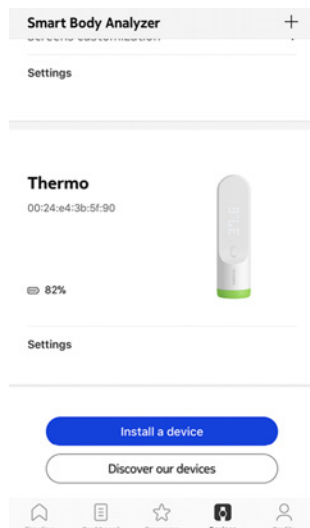 Smart Body Analyzer
Settings
Thermo
00:24:e4:3b:5f:90
82%
Settings
Install a device
Discover our devices